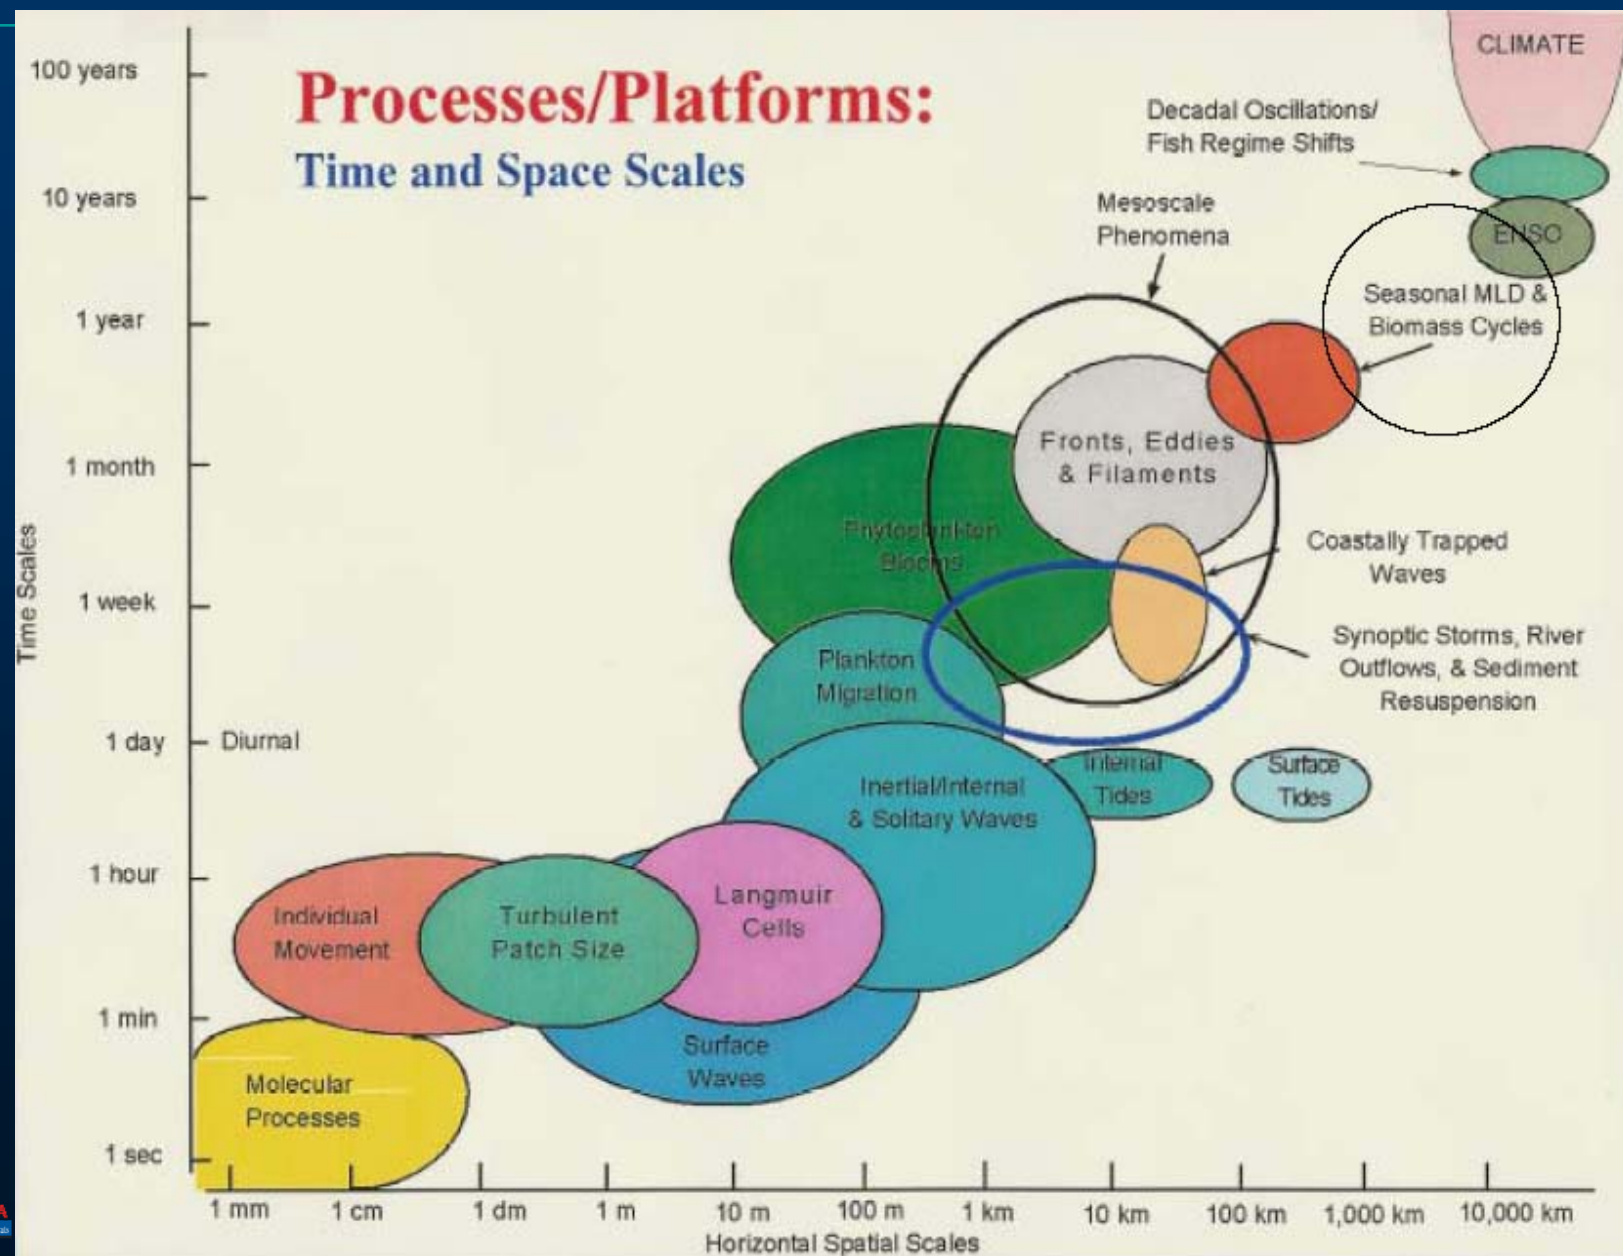 Processes/Platforms:
Time and Space Scales
CLIMATE
Decadal Oscillations/
Fish Regime Shifts
Mesoscale
Phenomena
ENSO
Seasonal MLD &
Biomass Cycles
Fronts, Eddies
& Filaments
Phytoplankton
Blooms
Coastally Trapped
Waves
Synoptic Storms, River
Outflows, & Sediment
Resuspension
Plankton
Migration
Diurnal
Internal
Tides
Surface
Tides
Inertial/Internal
& Solitary Waves
Langmuir
Cells
Individual
Movement
Turbulent
Patch Size
Surface
Waves
Molecular
Processes
Time Scales
100 years
10 years
1 year
1 month
1 week
1 day
1 hour
1 min
1 sec
1 mm
1 cm
1 dm
1 m
10 m
100 m
1 km
10 km
100 km
1,000 km
10,000 km
Horizontal Spatial Scales